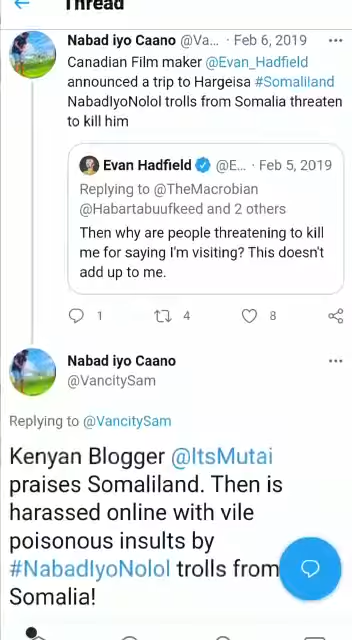 Thread
Nabad iyo Caano @Va... · Feb 6, 2019
Canadian Film maker @Evan_Hadfield
announced a trip to Hargeisa #Somaliland
NabadIyoNolol trolls from Somalia threaten
to kill him
Evan Hadfield @E... · Feb 5, 2019
Replying to @TheMacrobian
@Habartabuufkeed and 2 others
Then why are people threatening to kill
me for saying I'm visiting? This doesn't
add up to me.
1 4 8
Nabad iyo Caano
@VancitySam
Replying to @VancitySam
Kenyan Blogger @ItsMutai
praises Somaliland. Then is
harassed online with vile
poisonous insults by
#NabadIyoNolol trolls from
Somalia!